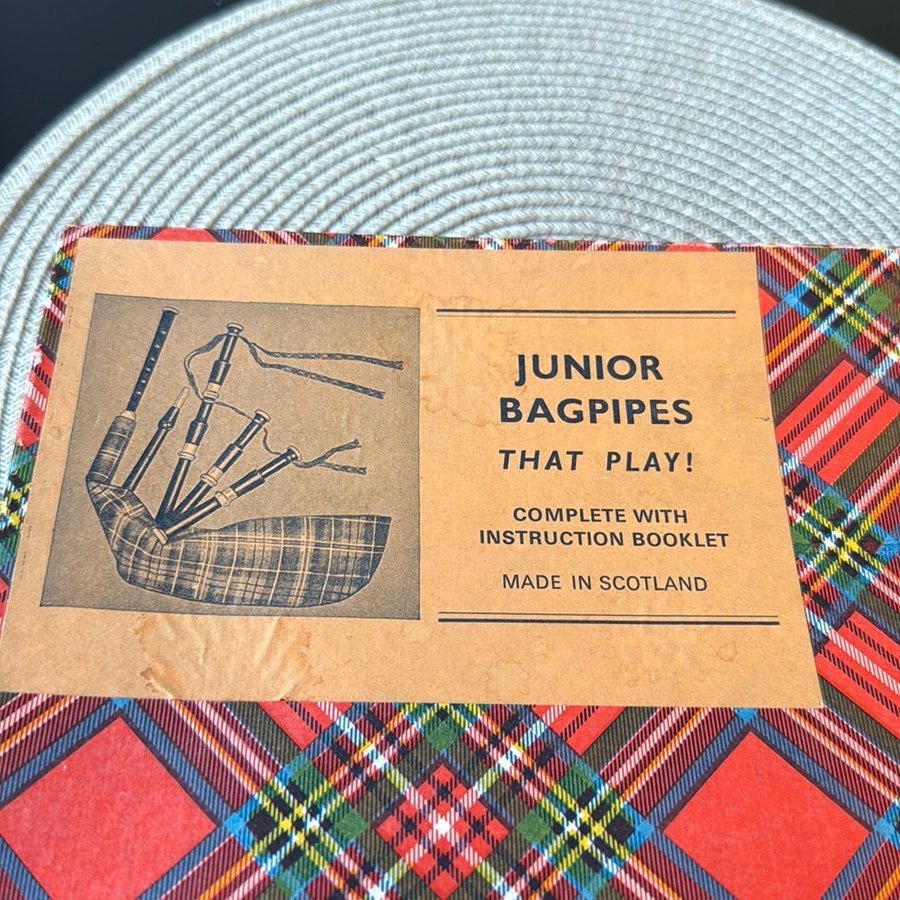 JUNIOR
BAGPIPES
THAT PLAY!
COMPLETE WITH
INSTRUCTION BOOKLET
MADE IN SCOTLAND